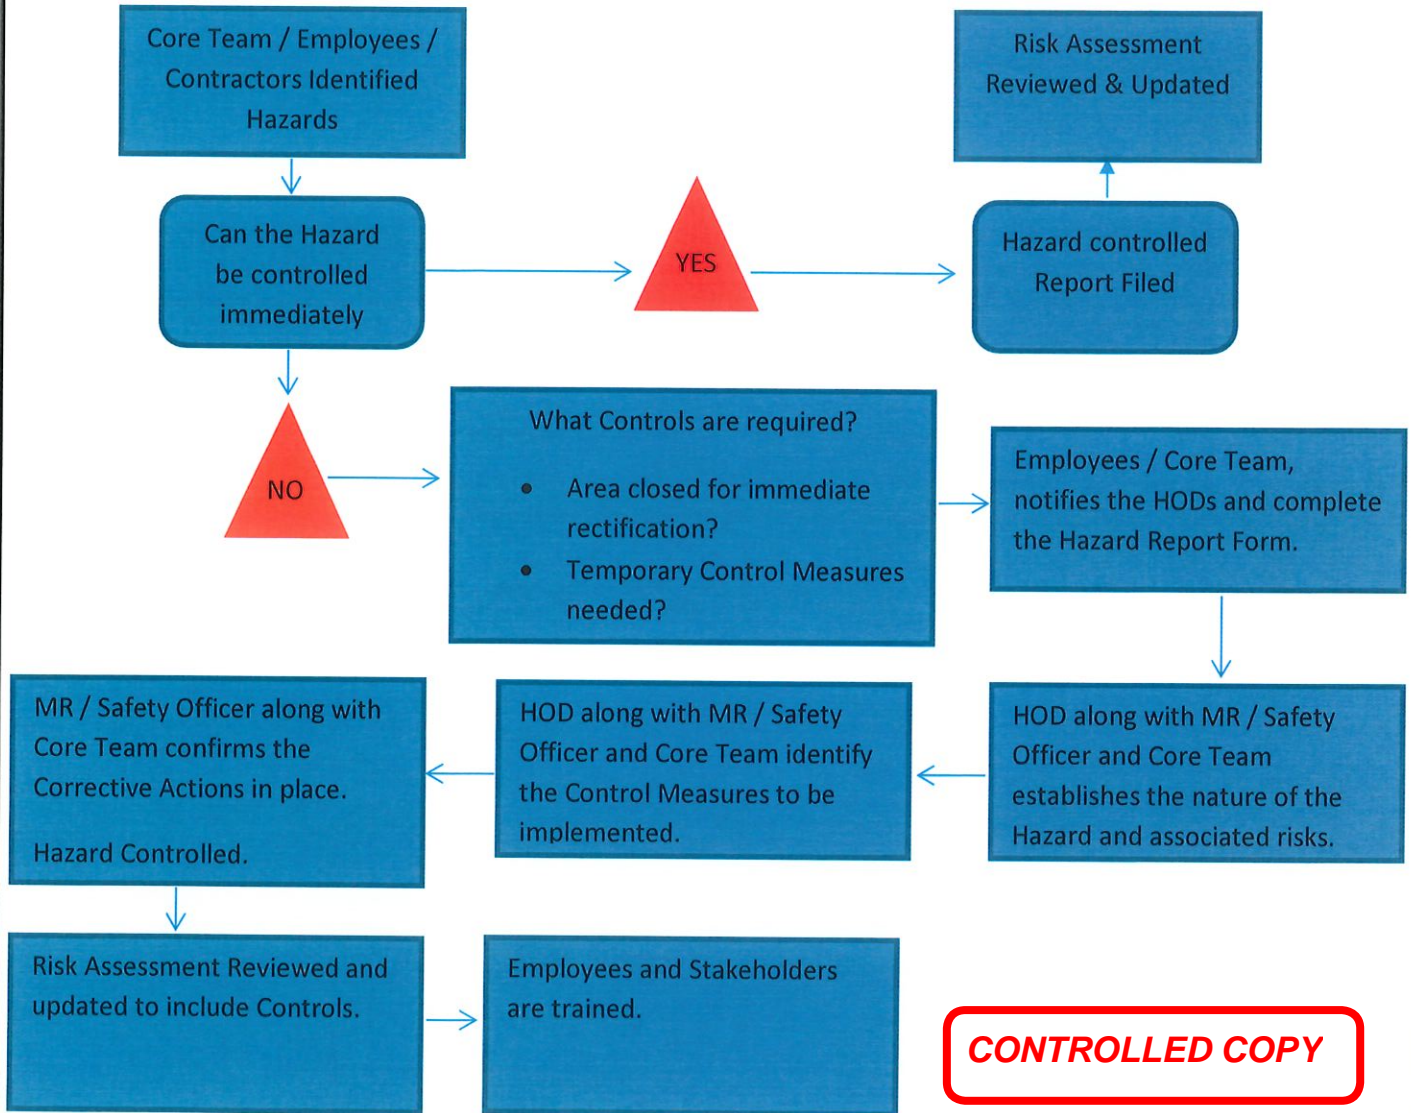 Core Team / Employees /
Contractors Identified
Hazards
Risk Assessment
Reviewed & Updated
Can the Hazard
be controlled
immediately
YES
Hazard controlled
Report Filed
NO
What Controls are required?
• Area closed for immediate
rectification?
• Temporary Control Measures
needed?
Employees / Core Team,
notifies the HODs and complete
the Hazard Report Form.
MR / Safety Officer along with
Core Team confirms the
Corrective Actions in place.
Hazard Controlled.
HOD along with MR / Safety
Officer and Core Team identify
the Control Measures to be
implemented.
HOD along with MR / Safety
Officer and Core Team
establishes the nature of the
Hazard and associated risks.
Risk Assessment Reviewed and
updated to include Controls.
Employees and Stakeholders
are trained.
CONTROLLED COPY